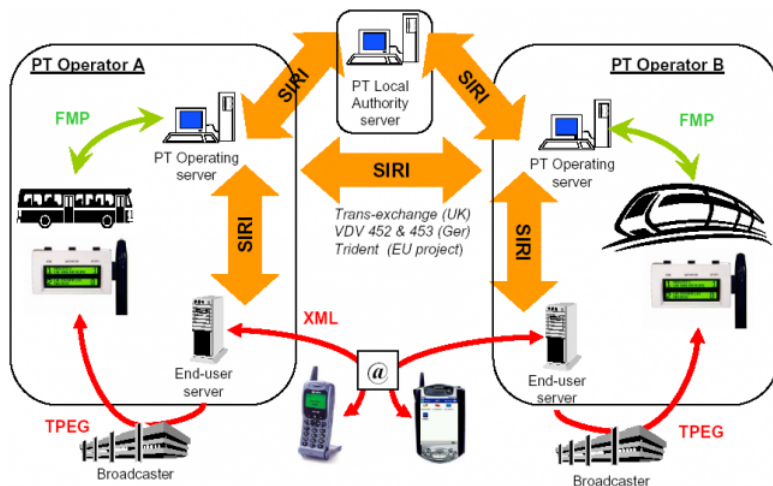 PT Operator A
FMP
PT Operating
server
SIRI
PT Local
Authority
server
SIRI
PT Operator B
FMP
PT Operating
server
SIRI
Trans-exchange (UK)
VDV 452 & 453 (Ger)
Trident (EU project)
SIRI
SIRI
XML
@
End-user
server
End-user
server
TPEG
Broadcaster
TPEG
Broadcaster